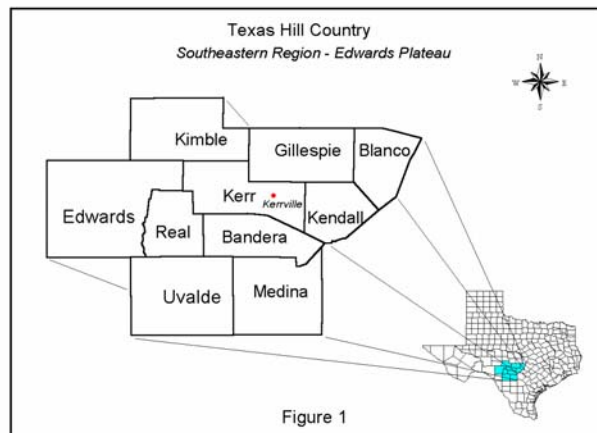 Texas Hill Country
Southeastern Region - Edwards Plateau
N
W E
S
Kimble
Gillespie
Blanco
Kerr
Kerrville
Edwards
Kendall
Real
Bandera
Uvalde
Medina
Figure 1